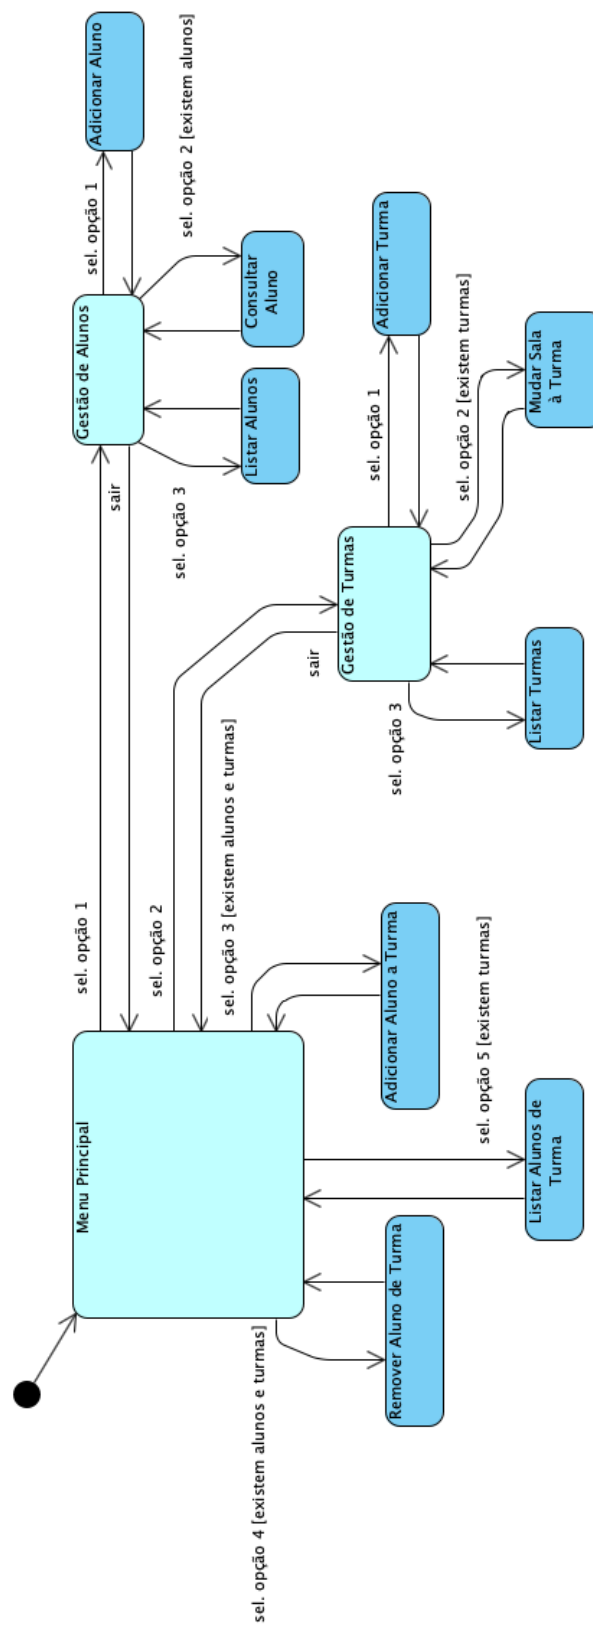 Menu Principal
sel. opção 1
sair
Gestão de Alunos
sel. opção 1
Adicionar Aluno
sel. opção 2 [existem alunos]
Consultar
Aluno
Listar Alunos
sel. opção 3
sel. opção 2
sair
Gestão de Turmas
sel. opção 1
Adicionar Turma
sel. opção 2 [existem turmas]
Mudar Sala
à Turma
Listar Turmas
sel. opção 3
sel. opção 3 [existem alunos e turmas]
Adicionar Aluno a Turma
sel. opção 5 [existem turmas]
Listar Alunos de
Turma
Remover Aluno de Turma
sel. opção 4 [existem alunos e turmas]